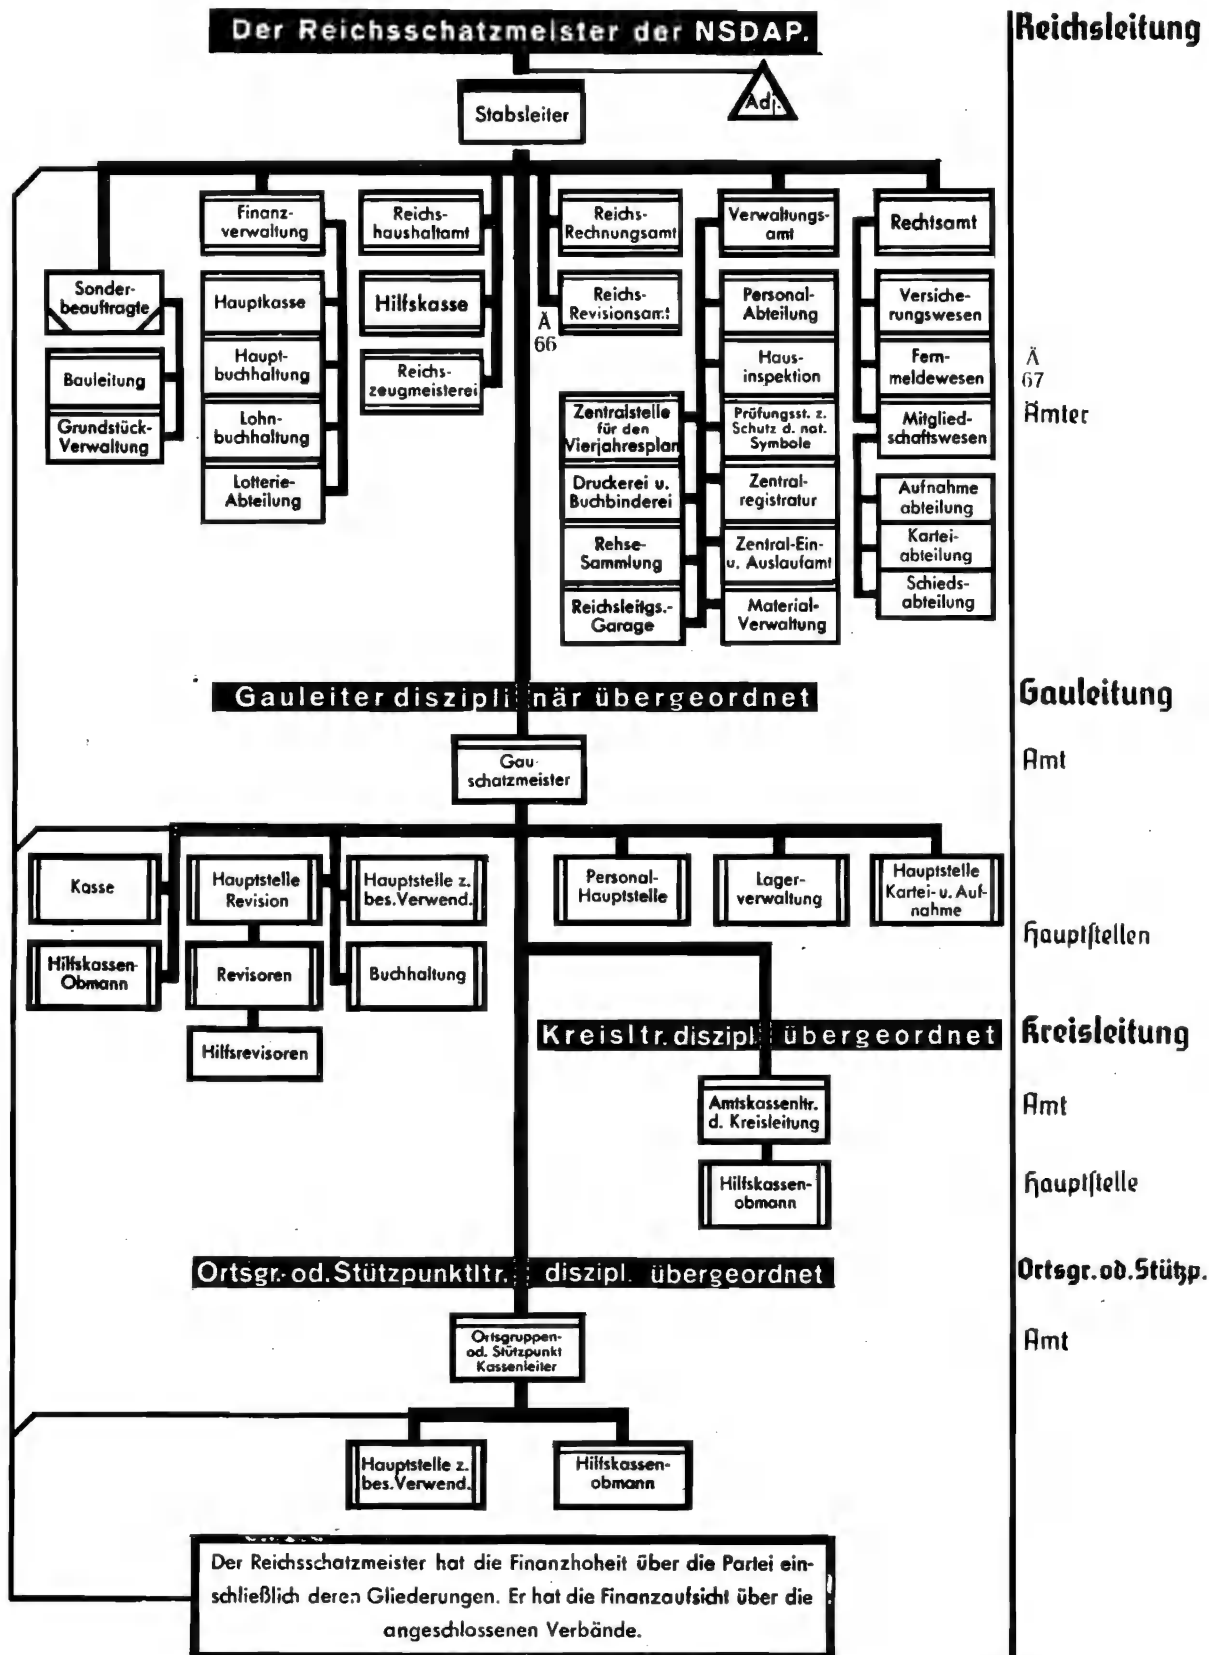 Der Reichsschatzmeister der NSDAP.
Reichsleitung
Adj.
Stabsleiter
Finanz-
verwaltung
Reichs-
haushaltamt
Reichs-
Rechnungsamt
Verwaltungs-
amt
Rechtsamt
Sonder-
beauftragte
Hauptkasse
Hilfskasse
Reichs-
Revisionsamt
Personal-
Abteilung
Versiche-
rungswesen
Ä
66
Bauleitung
Haupt-
buchhaltung
Reichs-
zeugmeisterei
Haus-
inspektion
Fern-
meldewesen
Ä
67
Ämter
Grundstück-
Verwaltung
Lohn-
buchhaltung
Zentralstelle
für den
Vierjahresplan
Prüfungsst. z.
Schutz d. nat.
Symbole
Mitglied-
schaftswesen
Lotterie-
Abteilung
Druckerei u.
Buchbinderei
Zentral-
registratur
Aufnahme
abteilung
Rehse-
Sammlung
Zentral-Ein-
u. Auslaufamt
Kartei-
abteilung
Reichsleitgs.-
Garage
Material-
Verwaltung
Schieds-
abteilung
Gauleiter disziplinär übergeordnet
Gauleitung
Gau-
schatzmeister
Amt
Kasse
Hauptstelle
Revision
Hauptstelle z.
bes. Verwend.
Personal-
Hauptstelle
Lager-
verwaltung
Hauptstelle
Kartei- u. Auf-
nahme
Hauptstellen
Hilfskassen-
Obmann
Revisoren
Buchhaltung
Hilfsrevisoren
Kreisltr. diszipl. übergeordnet
Kreisleitung
Amtskassenltr.
d. Kreisleitung
Amt
Hilfskassen-
obmann
Hauptstelle
Ortsgr.- od. Stützpunktltr. diszipl. übergeordnet
Ortsgr. od. Stützp.
Ortsgruppen-
od. Stützpunkt
Kassenleiter
Amt
Hauptstelle z.
bes. Verwend.
Hilfskassen-
obmann
Der Reichsschatzmeister hat die Finanzhoheit über die Partei ein-
schließlich deren Gliederungen. Er hat die Finanzaufsicht über die
angeschlossenen Verbände.